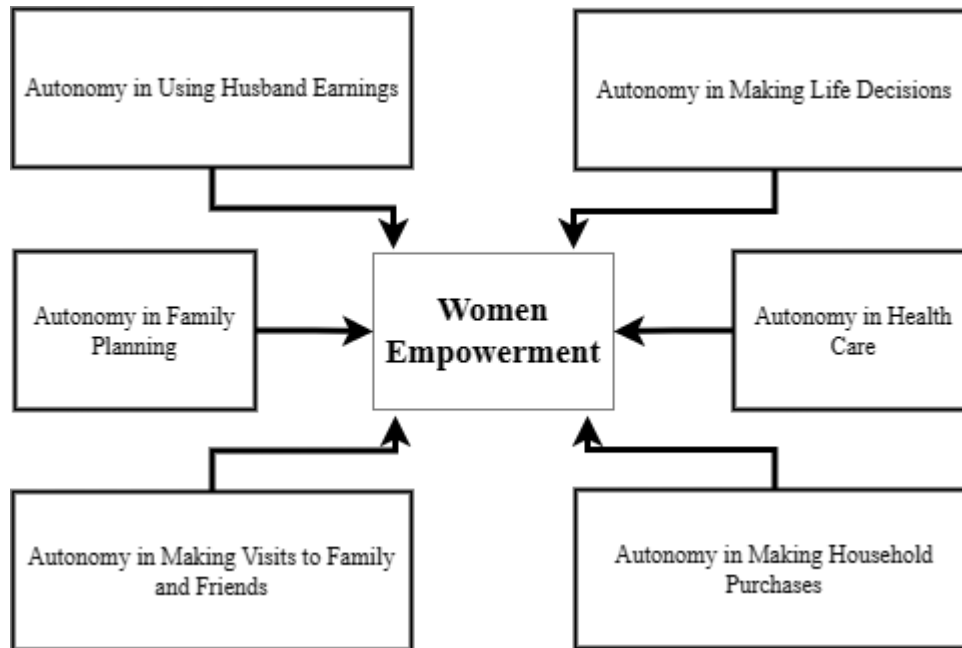 Autonomy in Using Husband Earnings
Autonomy in Making Life Decisions
Autonomy in Family
Planning
Women
Empowerment
Autonomy in Health
Care
Autonomy in Making Visits to Family
and Friends
Autonomy in Making Household
Purchases